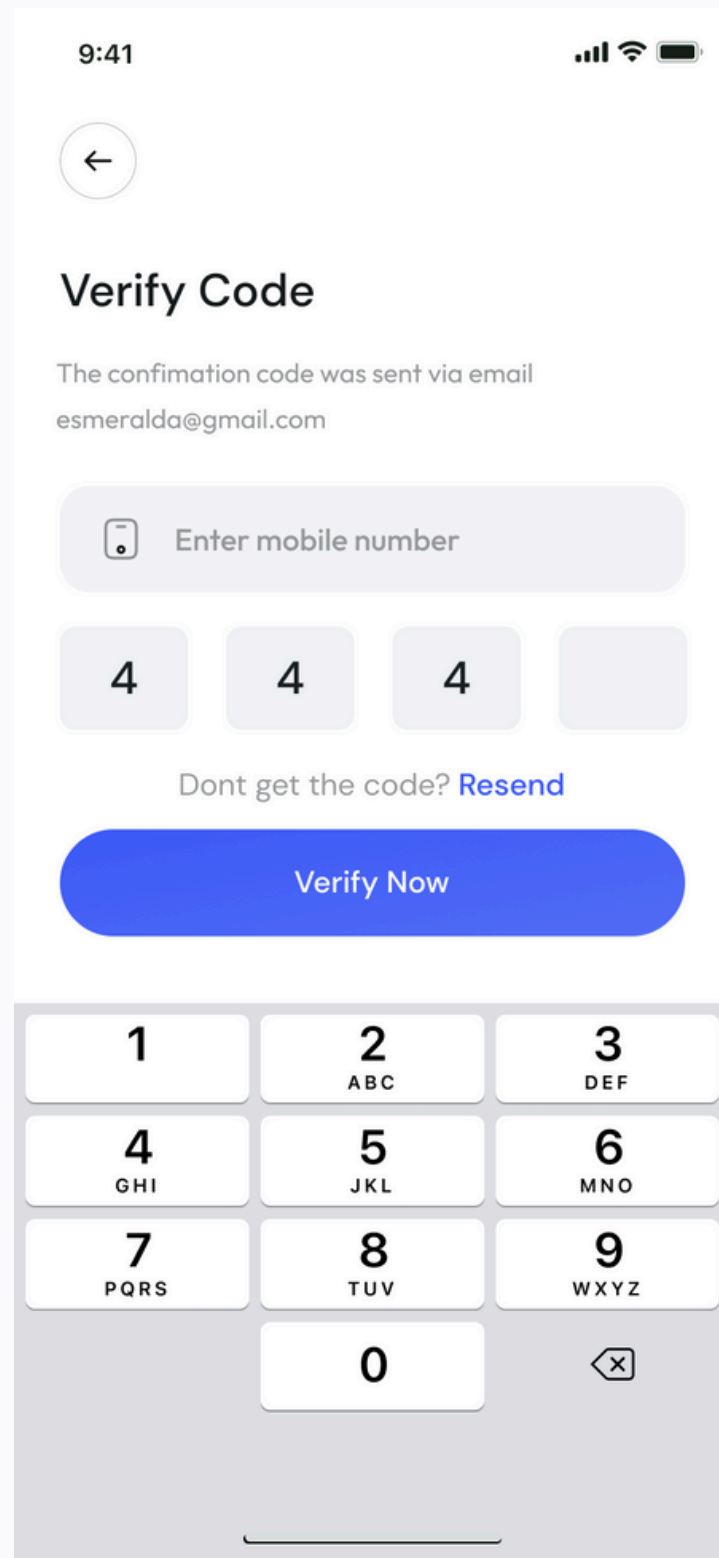 9:41
Verify Code
The confimation code was sent via email
esmeralda@gmail.com
Enter mobile number
4 4 4
Dont get the code? Resend
Verify Now
1 2 3
ABC DEF
4 5 6
GHI JKL MNO
7 8 9
PQRS TUV WXYZ
0